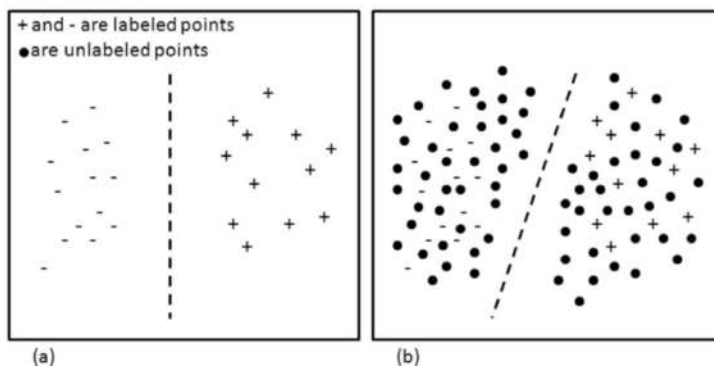 + and - are labeled points
●are unlabeled points
(a)
(b)